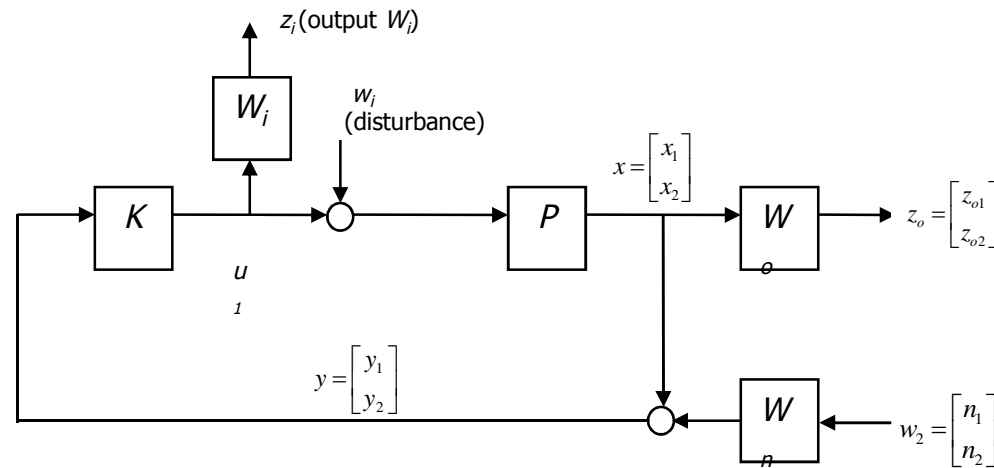 z_i (output W_i)
W_i
w_i
(disturbance)
x = [x_1
x_2]
K
P
W
o
z_o = [z_o1
z_o2]
u
1
y = [y_1
y_2]
W
n
w_2 = [n_1
n_2]